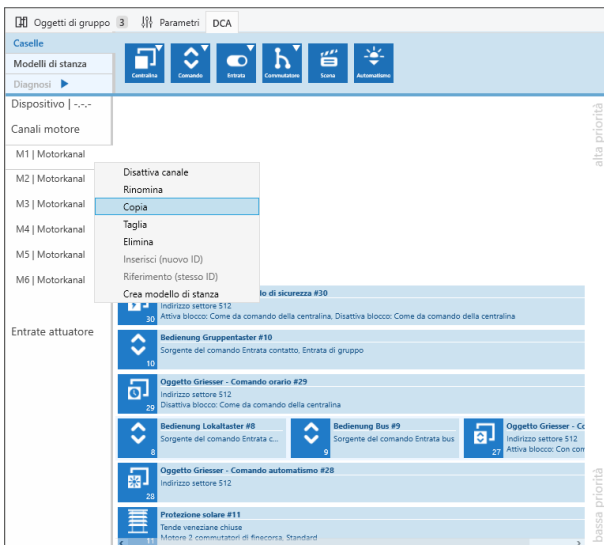 Oggetti di gruppo 3 Parametri DCA
Caselle
Modelli di stanza
Diagnosi
Centralina Comando Entrata Commutatore Scena Automatismo
Dispositivo | -.-.-
Canali motore
M1 | Motorkanal
M2 | Motorkanal
M3 | Motorkanal
M4 | Motorkanal
M5 | Motorkanal
M6 | Motorkanal
Entrate attuatore
alta priorità
Disattiva canale
Rinomina
Copia
Taglia
Elimina
Inserisci (nuovo ID)
Riferimento (stesso ID)
Crea modello di stanza
di sicurezza #30
Indirizzo settore 512
30 Attiva blocco: Come da comando della centralina, Disattiva blocco: Come da comando della centralina
Bedienung Gruppentaster #10
Sorgente del comando Entrata contatto, Entrata di gruppo
10
Oggetto Griesser - Comando orario #29
Indirizzo settore 512
29 Disattiva blocco: Come da comando della centralina
Bedienung Lokaltaster #8
Sorgente del comando Entrata c...
8
Bedienung Bus #9
Sorgente del comando Entrata bus
9
Oggetto Griesser - Co
Indirizzo settore 512
27 Attiva blocco: Con com
Oggetto Griesser - Comando automatismo #28
Indirizzo settore 512
28
Protezione solare #11
Tende veneziane chiuse
11 Motore 2 commutatori di finecorsa, Standard
bassa priorità